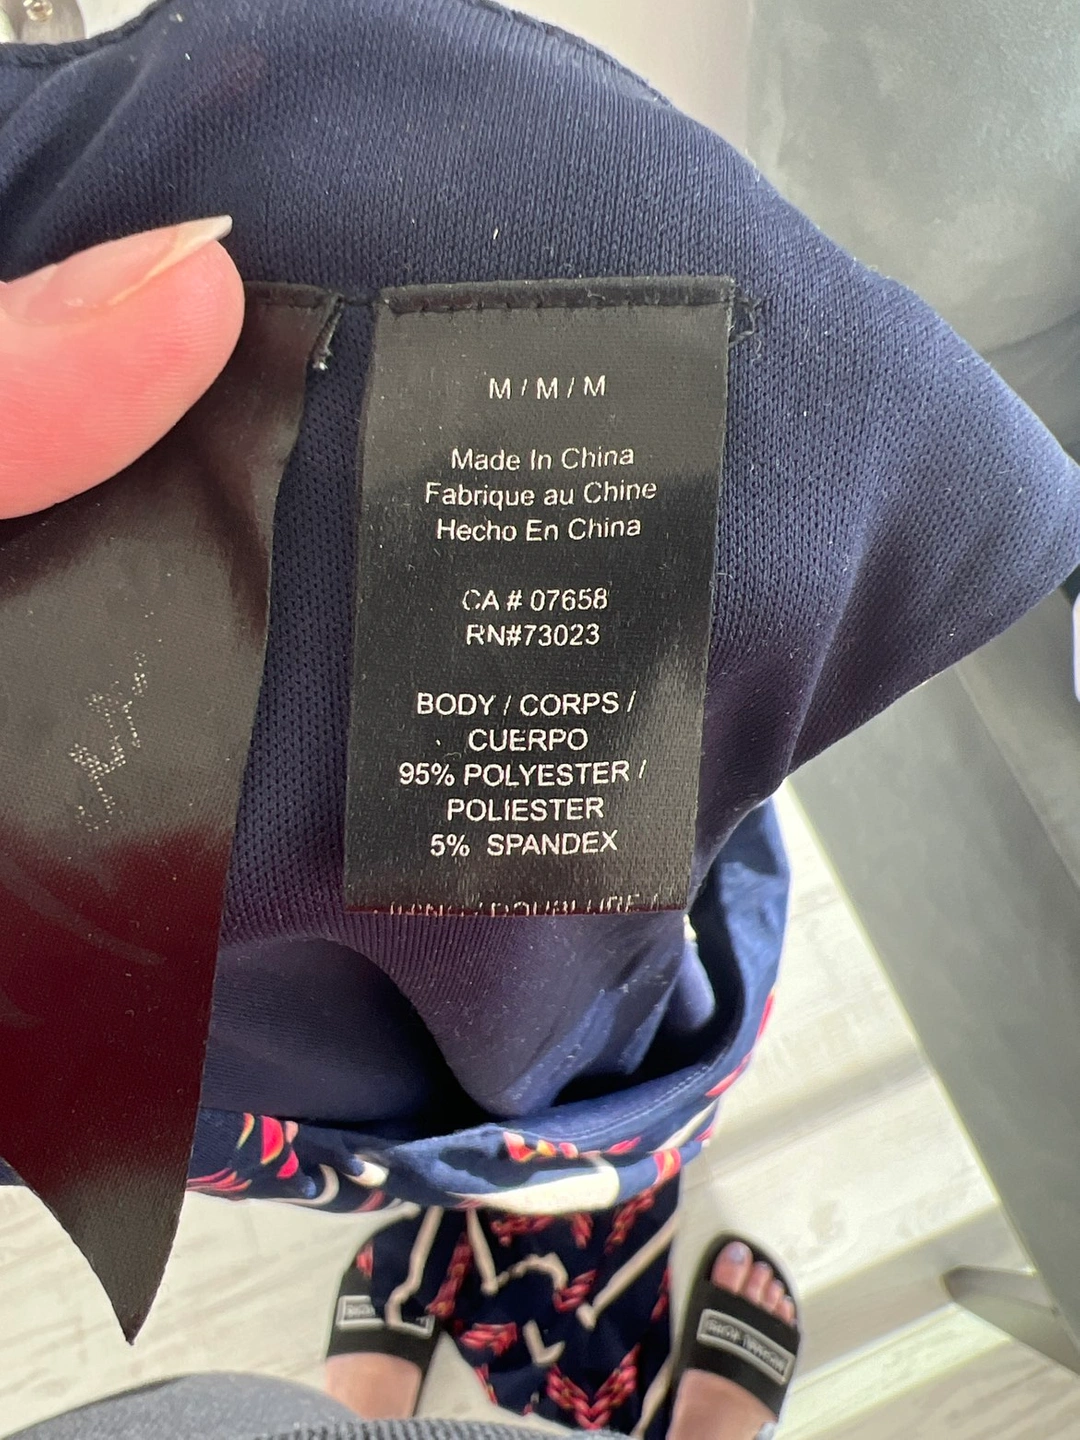 M / M / M
Made In China
Fabrique au Chine
Hecho En China
CA # 07658
RN#73023
BODY / CORPS /
CUERPO
95% POLYESTER /
POLIESTER
5% SPANDEX